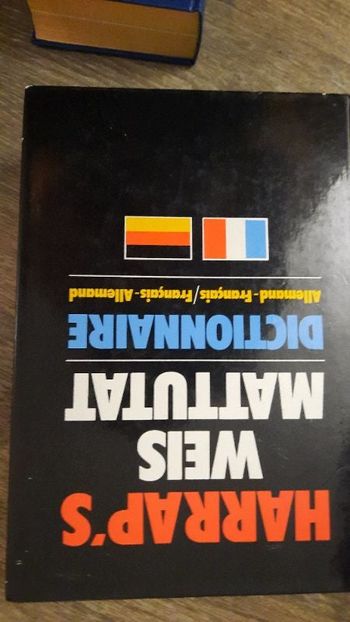 HARRAP'S
WEIS
MATTUTAT
DICTIONNAIRE
Allemand-Français/Français-Allemand